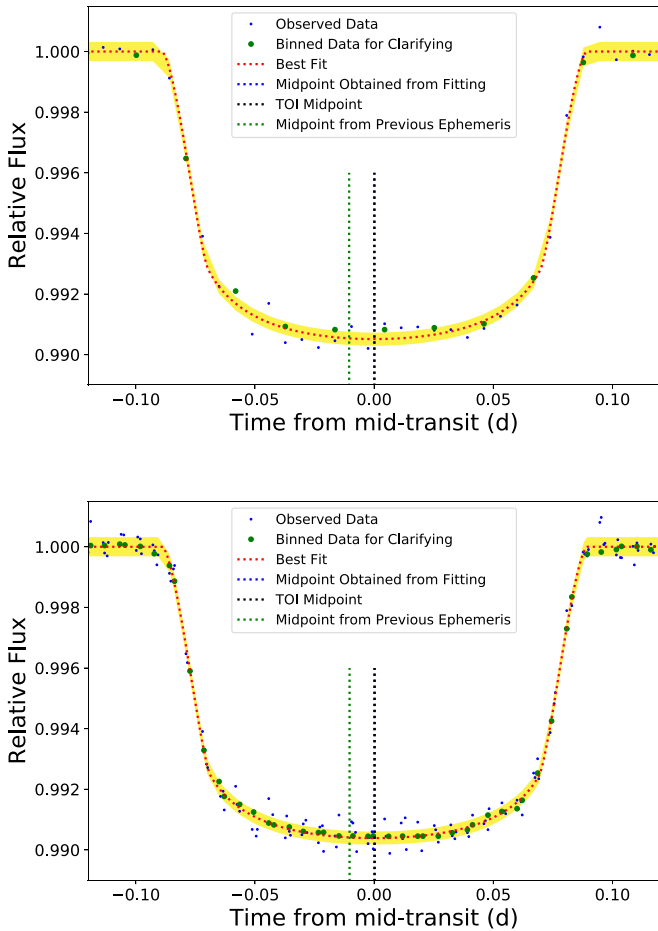 1.000
0.998
0.996
0.994
0.992
0.990
Relative Flux
Observed Data
Binned Data for Clarifying
Best Fit
Midpoint Obtained from Fitting
TOI Midpoint
Midpoint from Previous Ephemeris
−0.10
−0.05
0.00
0.05
0.10
Time from mid-transit (d)
1.000
0.998
0.996
0.994
0.992
0.990
Relative Flux
Observed Data
Binned Data for Clarifying
Best Fit
Midpoint Obtained from Fitting
TOI Midpoint
Midpoint from Previous Ephemeris
−0.10
−0.05
0.00
0.05
0.10
Time from mid-transit (d)